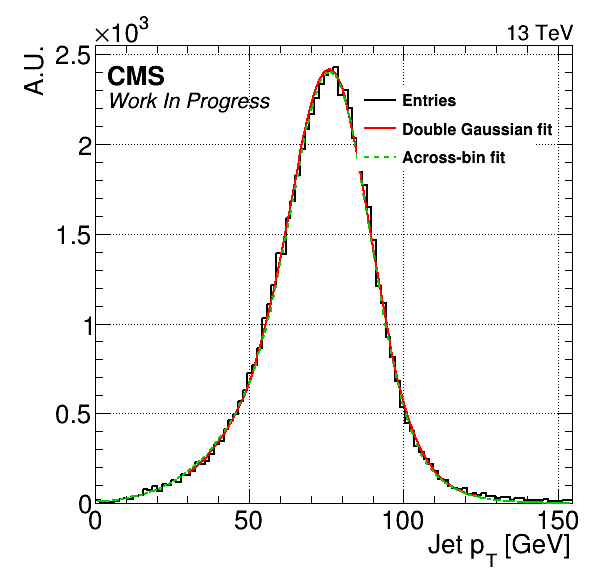 ×10³
13 TeV
A.U.
CMS
Work In Progress
Entries
Double Gaussian fit
Across-bin fit
2.5
2
1.5
1
0.5
0
0 50 100 150
Jet p_T [GeV]